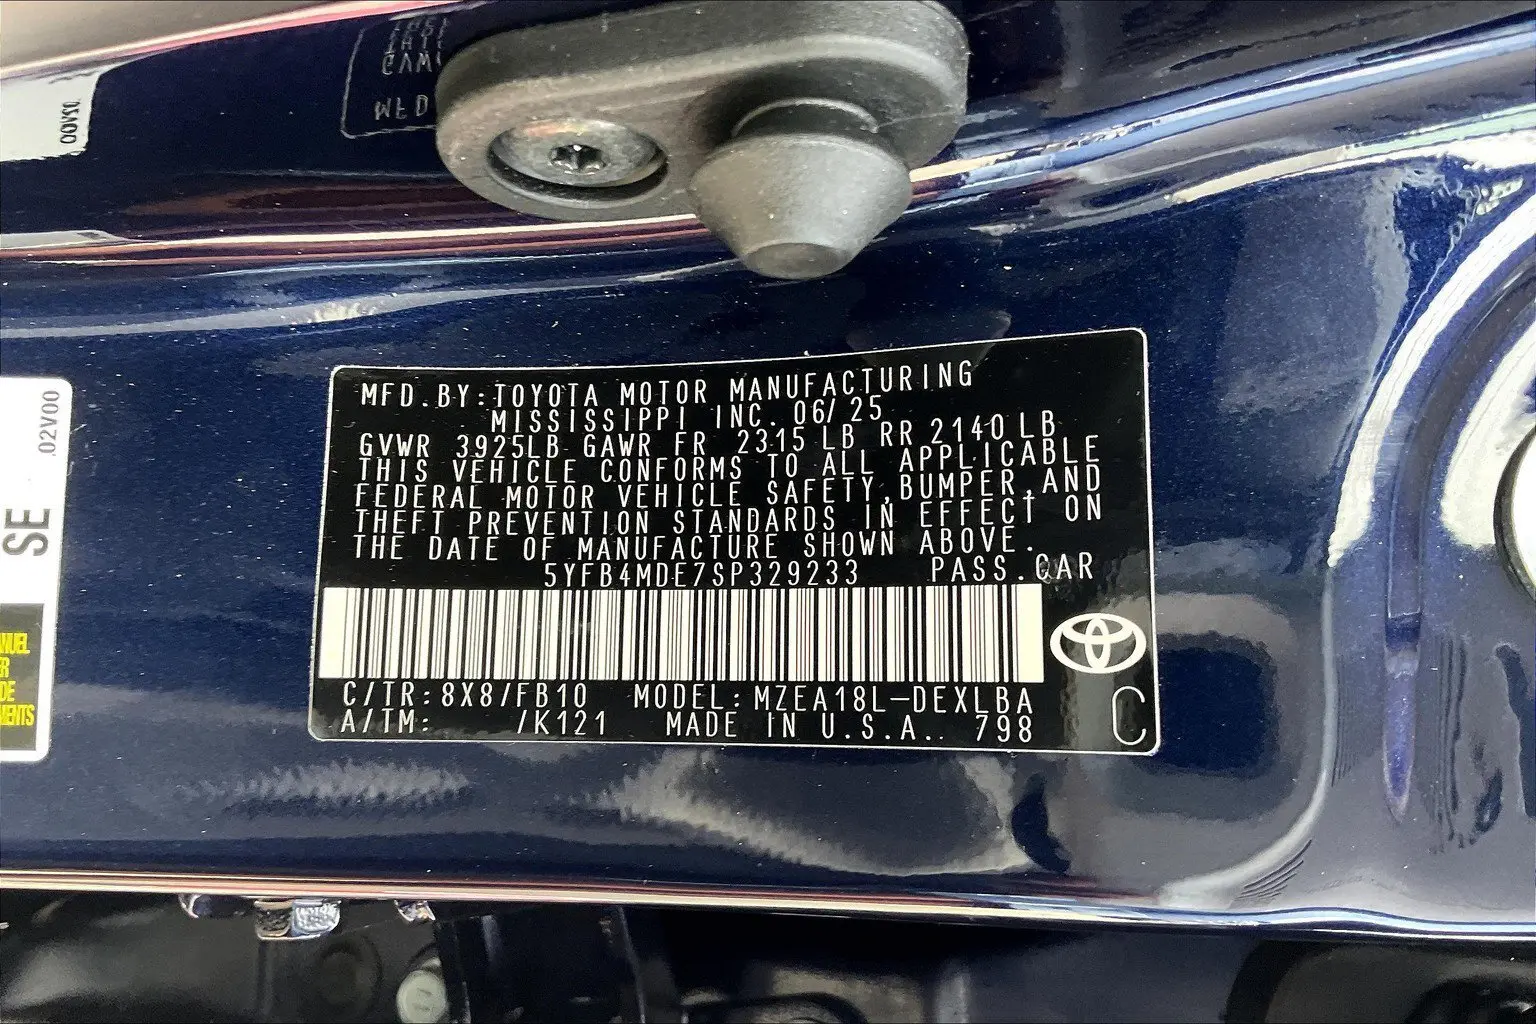 00VSZ.
WED
.02V00
SE
MFD.BY:TOYOTA MOTOR MANUFACTURING
MISSISSIPPI INC. 06/25
GVWR 3925LB GAWR FR 2315 LB RR 2140 LB
THIS VEHICLE CONFORMS TO ALL APPLICABLE
FEDERAL MOTOR VEHICLE SAFETY,BUMPER,AND
THEFT PREVENTION STANDARDS IN EFFECT ON
THE DATE OF MANUFACTURE SHOWN ABOVE.
5YFB4MDE7SP329233 PASS.CAR
C/TR:8X8/FB10 MODEL:MZEA18L-DEXLBA
A/TM: /K121 MADE IN U.S.A. 798
C